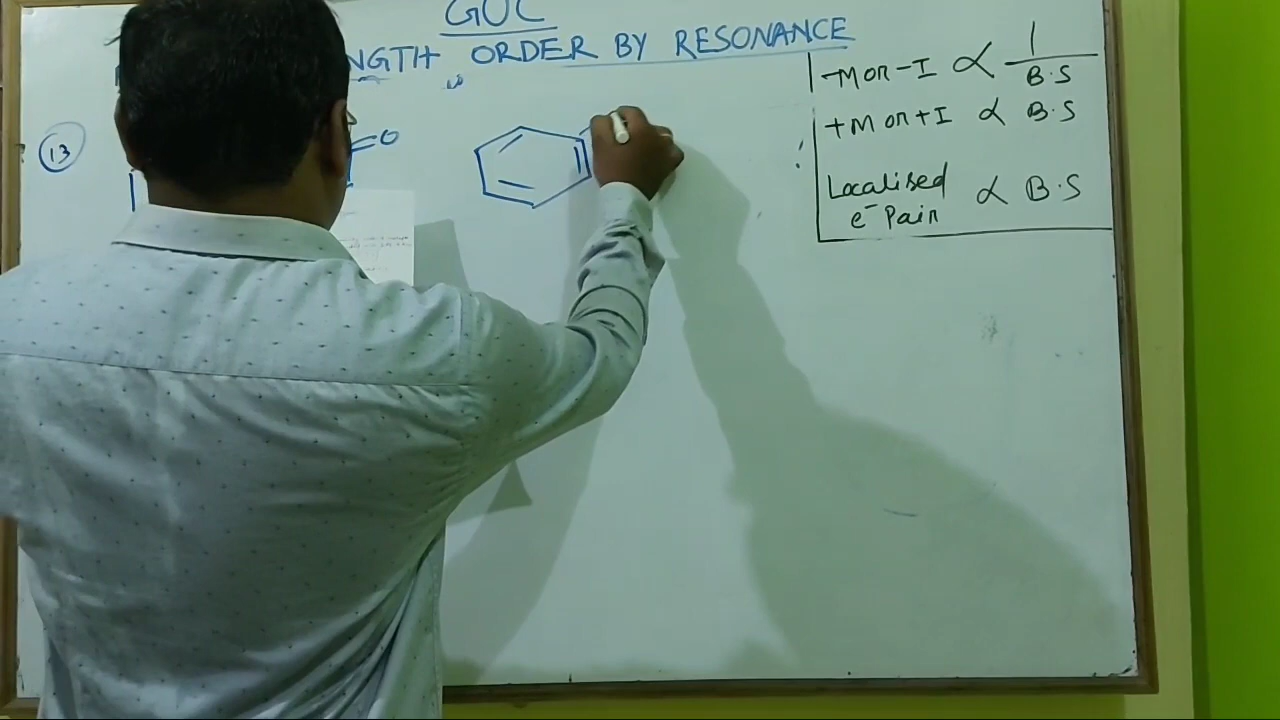 GOC
NGTH ORDER BY RESONANCE
13
O
-M or -I ∝ 1/B.S
+M or +I ∝ B.S
Localised e⁻ Pair ∝ B.S